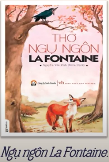 THƠ
NGỤ NGÔN
LA FONTAINE
Ngụ ngôn La Fontaine